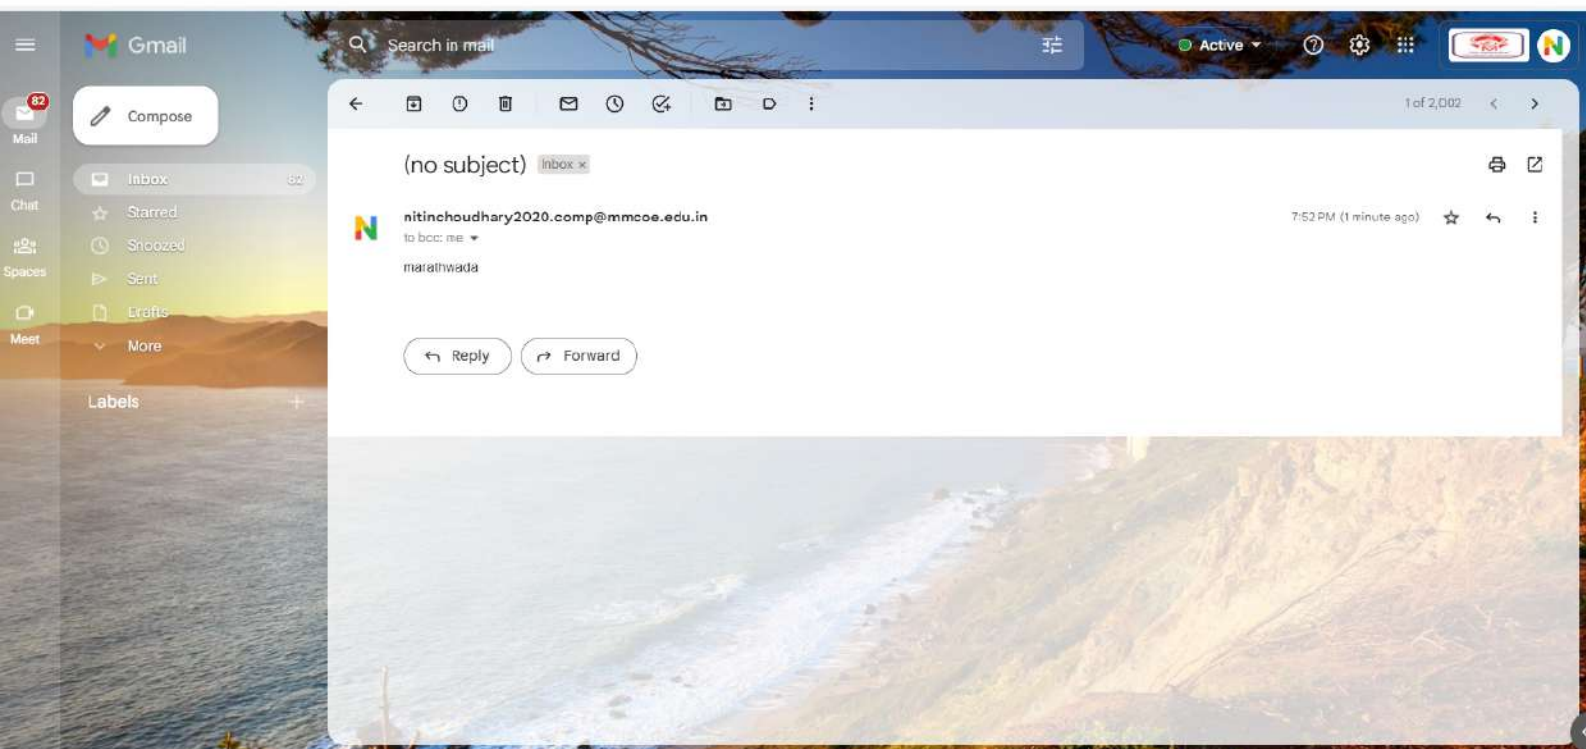 Gmail
Search in mail
Active
82
Mail
Compose
1 of 2,002
(no subject) Inbox ×
Inbox 82
Chat
Starred
nitinchoudhary2020.comp@mmcoe.edu.in
7:52 PM (1 minute ago)
to bcc: me
Snoozed
marathwada
Spaces
Sent
Drafts
Meet
More
Reply
Forward
Labels